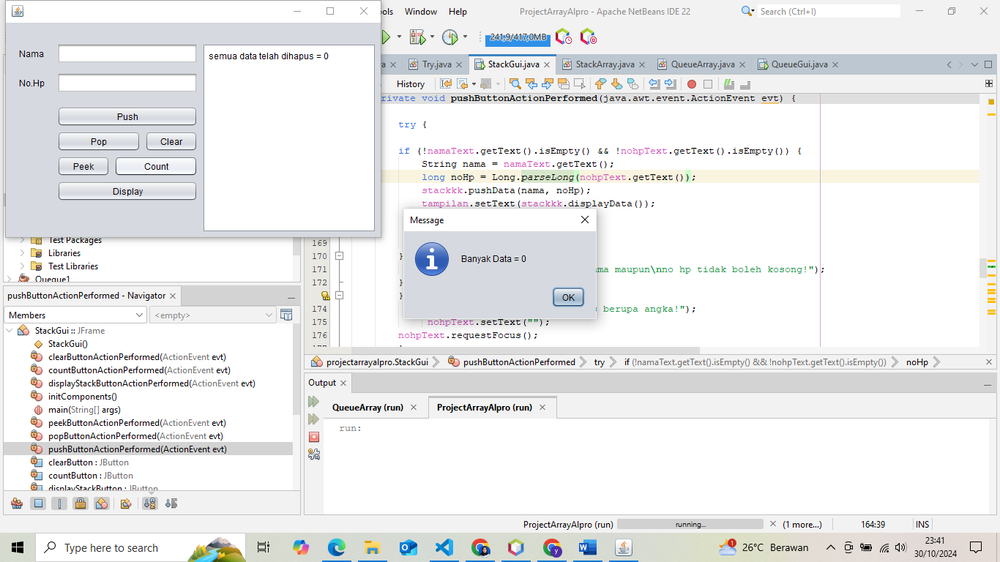 ols Window Help
ProjectArrayAlpro - Apache NetBeans IDE 22
Search (Ctrl+I)
241,9/417,0MB
Nama
No.Hp
Push
Pop
Clear
Peek
Count
Display
semua data telah dihapus = 0
a
Try.java
StackGui.java
StackArray.java
QueueArray.java
QueueGui.java
History
rivate void pushButtonActionPerformed(java.awt.event.ActionEvent evt) {
try {
if (!namaText.getText().isEmpty() && !nohpText.getText().isEmpty()) {
String nama = namaText.getText();
long noHp = Long.parseLong(nohpText.getText());
stackkk.pushData(nama, noHp);
tampilan.setText(stackkk.displayData());
169
170 }
171 ama maupun\nno hp tidak boleh kosong!");
172 }
}
174 s berupa angka!");
175 nohpText.setText("");
176 nohpText.requestFocus();
Message
Banyak Data = 0
OK
Test Packages
Libraries
Test Libraries
Queque1
pushButtonActionPerformed - Navigator
Members
<empty>
StackGui :: JFrame
StackGui()
clearButtonActionPerformed(ActionEvent evt)
countButtonActionPerformed(ActionEvent evt)
displayStackButtonActionPerformed(ActionEvent evt)
initComponents()
main(String[] args)
peekButtonActionPerformed(ActionEvent evt)
popButtonActionPerformed(ActionEvent evt)
pushButtonActionPerformed(ActionEvent evt)
clearButton : JButton
countButton : JButton
displayStackButton : JButton
projectarrayalpro.StackGui
pushButtonActionPerformed
try
if (!namaText.getText().isEmpty() && !nohpText.getText().isEmpty())
noHp
Output
QueueArray (run)
ProjectArrayAlpro (run)
run:
ProjectArrayAlpro (run)
running...
(1 more...)
164:39
INS
Type here to search
26°C Berawan
23:41
30/10/2024